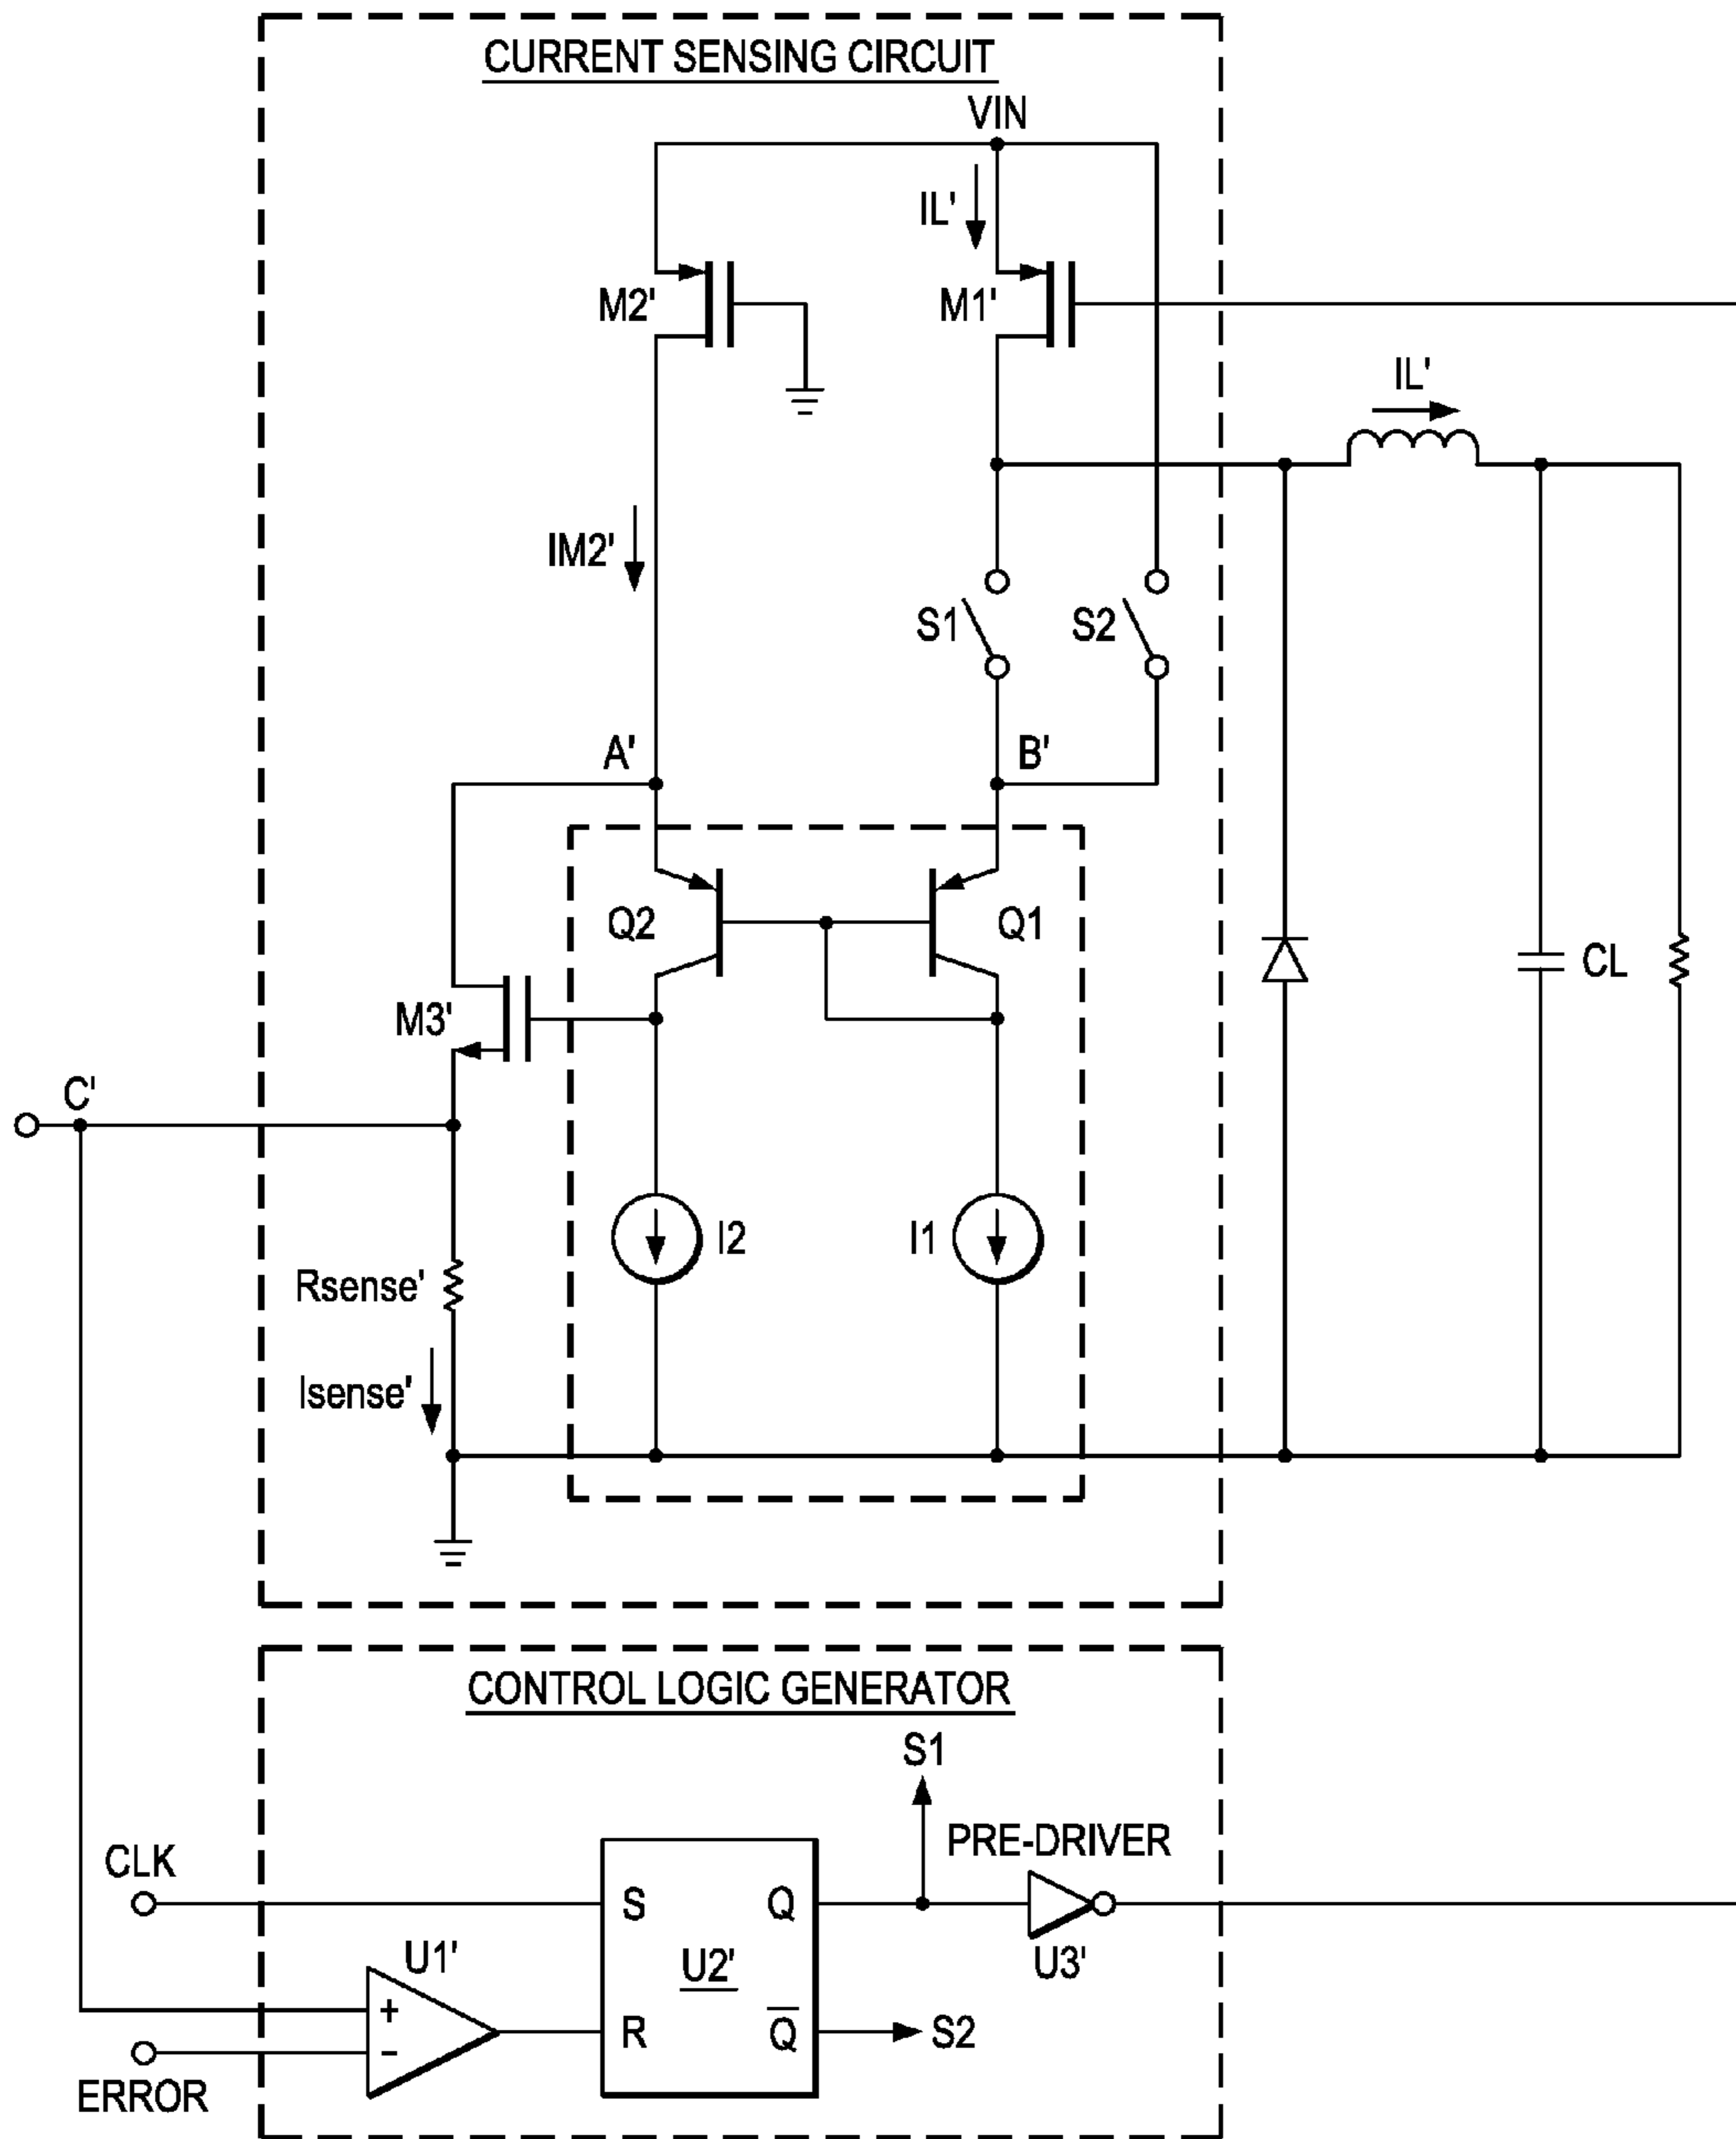 CURRENT SENSING CIRCUIT
VIN
IL'
M2'
M1'
IL'
IM2'
S1
S2
A'
B'
Q2
Q1
CL
M3'
C'
I2
I1
Rsense'
Isense'
CONTROL LOGIC GENERATOR
S1
PRE-DRIVER
CLK
S
Q
U1'
U2'
U3'
+
R
Q
S2
−
ERROR